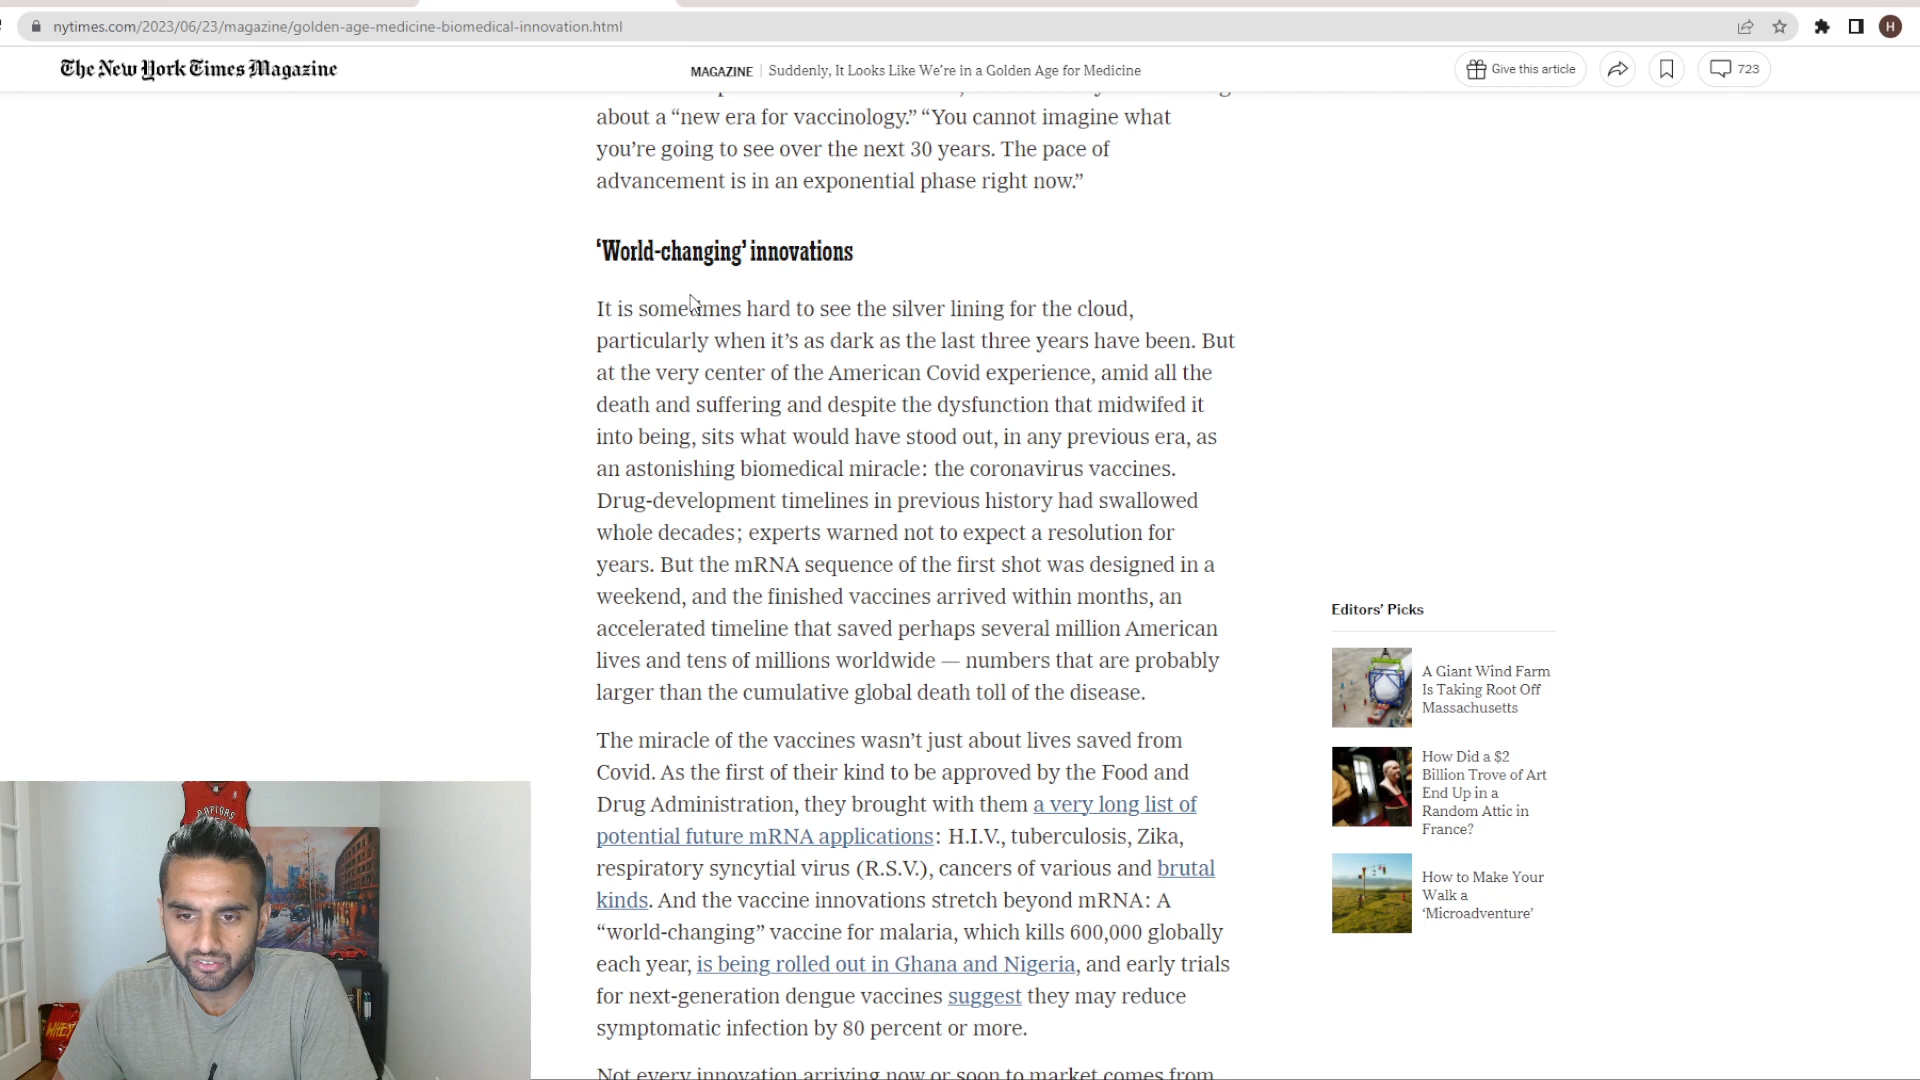 nytimes.com/2023/06/23/magazine/golden-age-medicine-biomedical-innovation.html
H
The New York Times Magazine
MAGAZINE | Suddenly, It Looks Like We're in a Golden Age for Medicine
Give this article
723
about a “new era for vaccinology.” “You cannot imagine what
you’re going to see over the next 30 years. The pace of
advancement is in an exponential phase right now.”
‘World-changing’ innovations
It is sometimes hard to see the silver lining for the cloud,
particularly when it’s as dark as the last three years have been. But
at the very center of the American Covid experience, amid all the
death and suffering and despite the dysfunction that midwifed it
into being, sits what would have stood out, in any previous era, as
an astonishing biomedical miracle: the coronavirus vaccines.
Drug-development timelines in previous history had swallowed
whole decades; experts warned not to expect a resolution for
years. But the mRNA sequence of the first shot was designed in a
weekend, and the finished vaccines arrived within months, an
accelerated timeline that saved perhaps several million American
lives and tens of millions worldwide — numbers that are probably
larger than the cumulative global death toll of the disease.
The miracle of the vaccines wasn’t just about lives saved from
Covid. As the first of their kind to be approved by the Food and
Drug Administration, they brought with them a very long list of
potential future mRNA applications: H.I.V., tuberculosis, Zika,
respiratory syncytial virus (R.S.V.), cancers of various and brutal
kinds. And the vaccine innovations stretch beyond mRNA: A
“world-changing” vaccine for malaria, which kills 600,000 globally
each year, is being rolled out in Ghana and Nigeria, and early trials
for next-generation dengue vaccines suggest they may reduce
symptomatic infection by 80 percent or more.
Not every innovation arriving now or soon to market comes from
Editors’ Picks
A Giant Wind Farm
Is Taking Root Off
Massachusetts
How Did a $2
Billion Trove of Art
End Up in a
Random Attic in
France?
How to Make Your
Walk a
‘Microadventure’
RAPTORS
WHEY